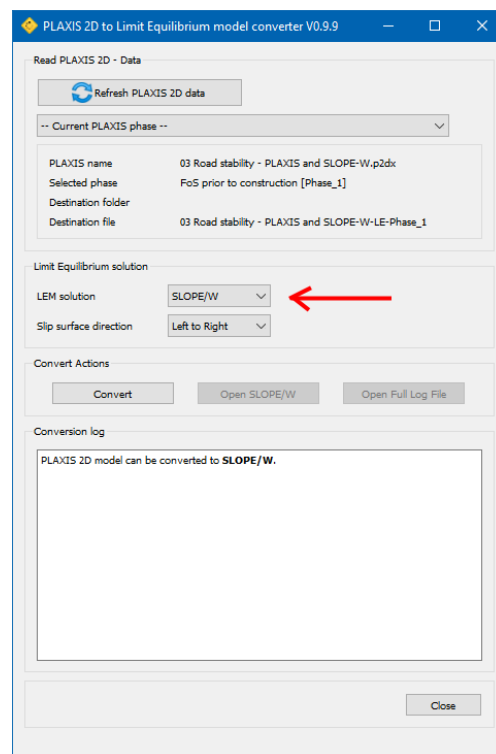 PLAXIS 2D to Limit Equilibrium model converter V0.9.9
Read PLAXIS 2D - Data
Refresh PLAXIS 2D data
-- Current PLAXIS phase --
PLAXIS name 03 Road stability - PLAXIS and SLOPE-W.p2dx
Selected phase FoS prior to construction [Phase_1]
Destination folder
Destination file 03 Road stability - PLAXIS and SLOPE-W-LE-Phase_1
Limit Equilibrium solution
LEM solution SLOPE/W
Slip surface direction Left to Right
Convert Actions
Convert Open SLOPE/W Open Full Log File
Conversion log
PLAXIS 2D model can be converted to SLOPE/W.
Close